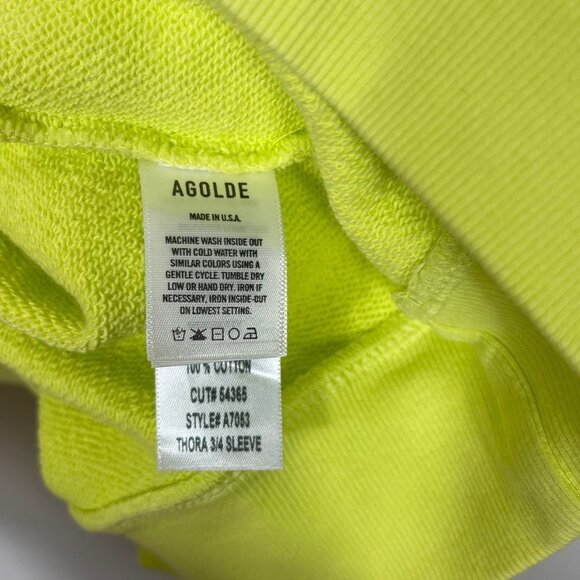 AGOLDE
MADE IN U.S.A.
MACHINE WASH INSIDE OUT
WITH COLD WATER WITH
SIMILAR COLORS USING A
GENTLE CYCLE. TUMBLE DRY
LOW OR HAND DRY. IRON IF
NECESSARY, IRON INSIDE-OUT
ON LOWEST SETTING.
100 % COTTON
CUT# 54365
STYLE# A7053
THORA 3/4 SLEEVE